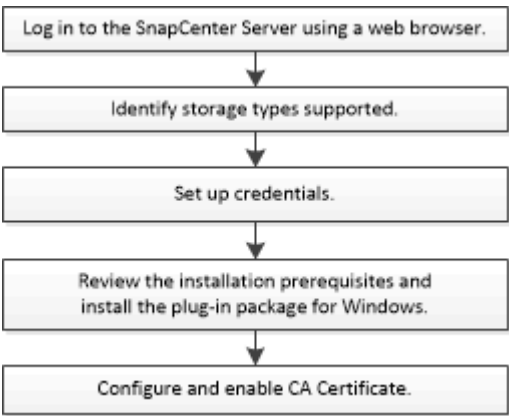 Log in to the SnapCenter Server using a web browser.
Identify storage types supported.
Set up credentials.
Review the installation prerequisites and
install the plug-in package for Windows.
Configure and enable CA Certificate.